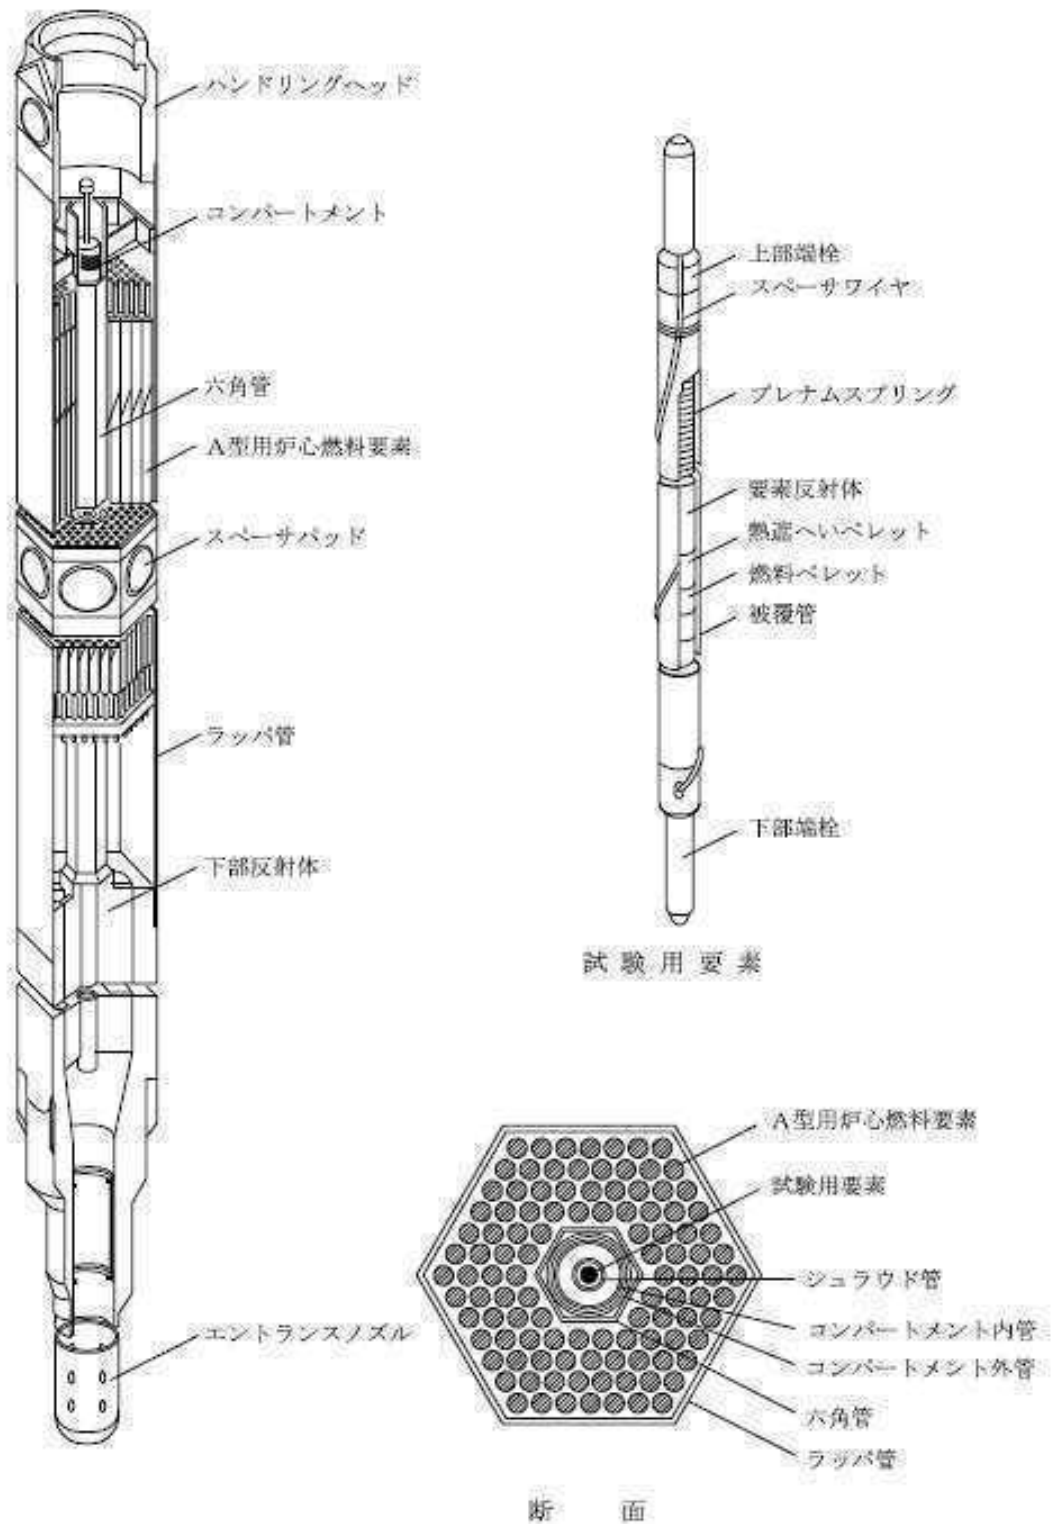 ハンドリングヘッド
コンパートメント
六角管
A型用炉心燃料要素
スペーサパッド
ラッパ管
下部反射体
エントランスノズル
上部端栓
スペーサワイヤ
プレナムスプリング
要素反射体
熱遮へいペレット
燃料ペレット
被覆管
下部端栓
試験用要素
A型用炉心燃料要素
試験用要素
シュラウド管
コンパートメント内管
コンパートメント外管
六角管
ラッパ管
断面